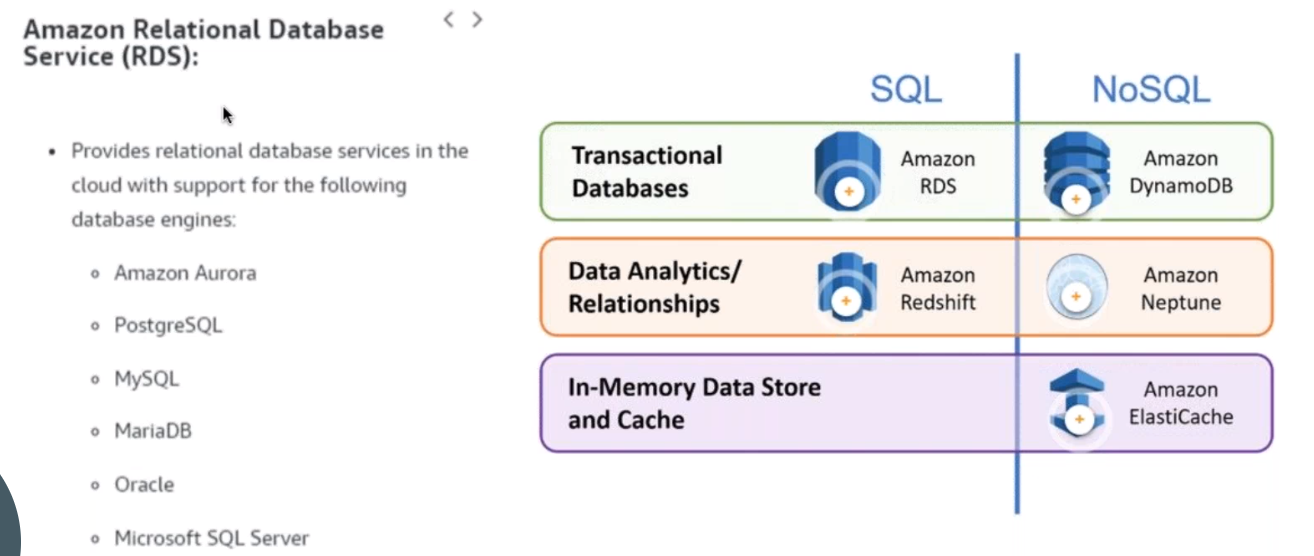 Amazon Relational Database
Service (RDS):
• Provides relational database services in the
cloud with support for the following
database engines:
◦ Amazon Aurora
◦ PostgreSQL
◦ MySQL
◦ MariaDB
◦ Oracle
◦ Microsoft SQL Server
SQL
NoSQL
Transactional
Databases
Amazon
RDS
Amazon
DynamoDB
Data Analytics/
Relationships
Amazon
Redshift
Amazon
Neptune
In-Memory Data Store
and Cache
Amazon
ElastiCache